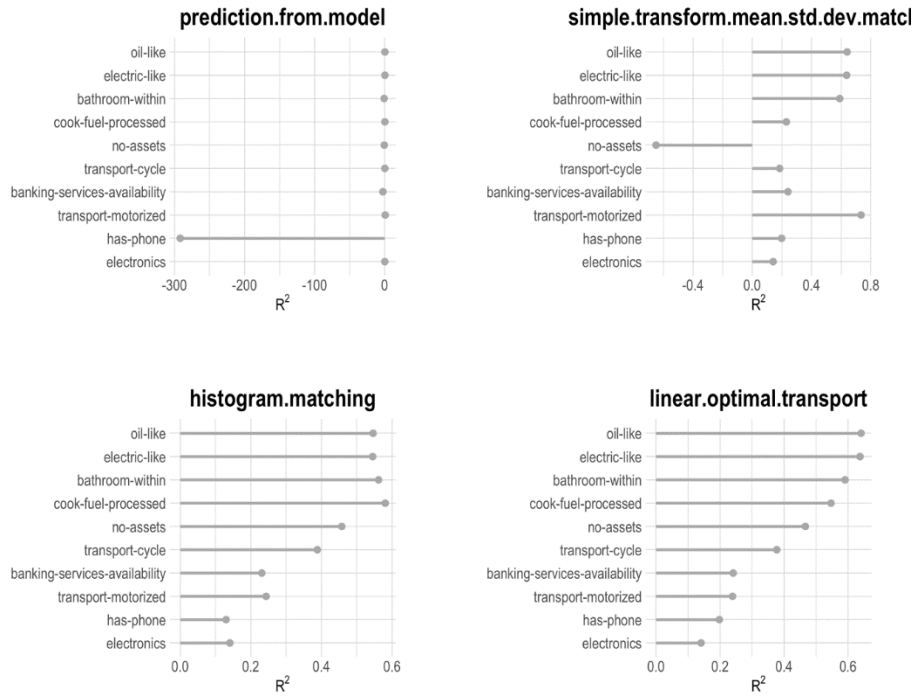 prediction.from.model
oil-like
electric-like
bathroom-within
cook-fuel-processed
no-assets
transport-cycle
banking-services-availability
transport-motorized
has-phone
electronics
-300 -200 -100 0
R²
simple.transform.mean.std.dev.matcl
oil-like
electric-like
bathroom-within
cook-fuel-processed
no-assets
transport-cycle
banking-services-availability
transport-motorized
has-phone
electronics
-0.4 0.0 0.4 0.8
R²
histogram.matching
oil-like
electric-like
bathroom-within
cook-fuel-processed
no-assets
transport-cycle
banking-services-availability
transport-motorized
has-phone
electronics
0.0 0.2 0.4 0.6
R²
linear.optimal.transport
oil-like
electric-like
bathroom-within
cook-fuel-processed
no-assets
transport-cycle
banking-services-availability
transport-motorized
has-phone
electronics
0.0 0.2 0.4 0.6
R²